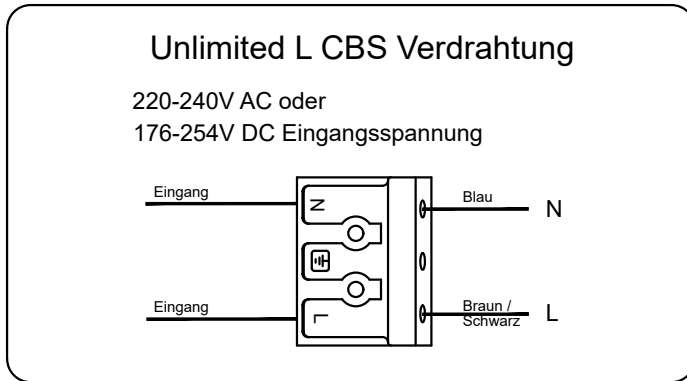 Unlimited L CBS Verdrahtung
220-240V AC oder
176-254V DC Eingangsspannung
Eingang
N
Blau
N
Eingang
L
Braun /
Schwarz
L